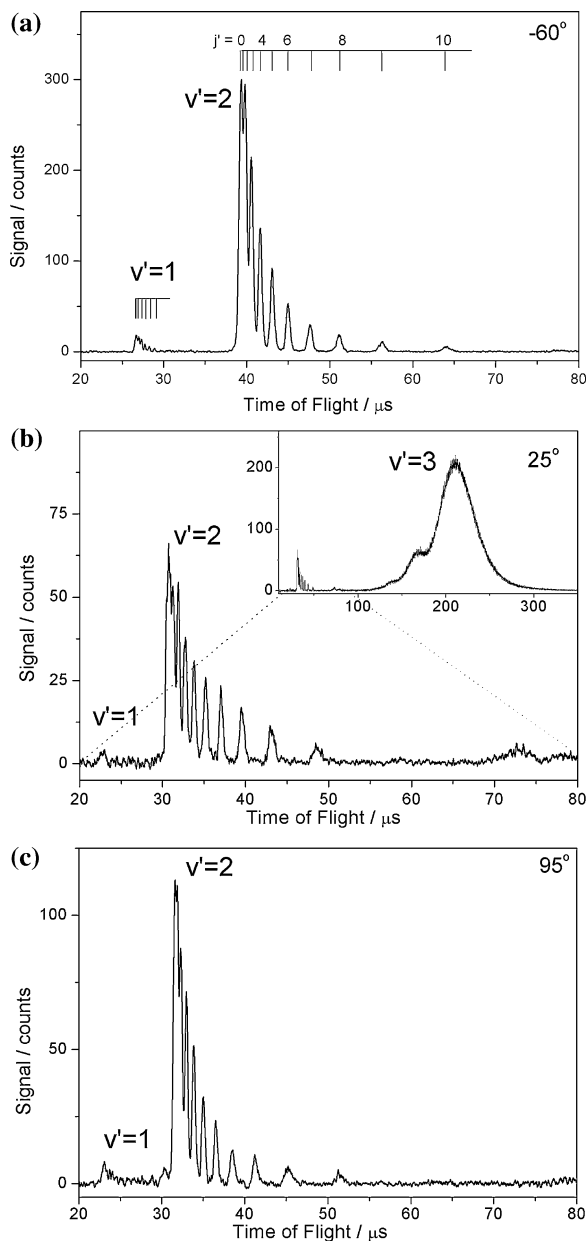 (a)
j' = 0 4 6 8 10
-60°
v'=2
v'=1
300
200
100
0
Signal / counts
20 30 40 50 60 70 80
Time of Flight / μs
(b)
v'=3
25°
200
100
0
100 200 300
v'=2
v'=1
75
50
25
0
Signal / counts
20 30 40 50 60 70 80
Time of Flight / μs
(c)
v'=2
95°
v'=1
100
50
0
Signal / counts
20 30 40 50 60 70 80
Time of Flight / μs